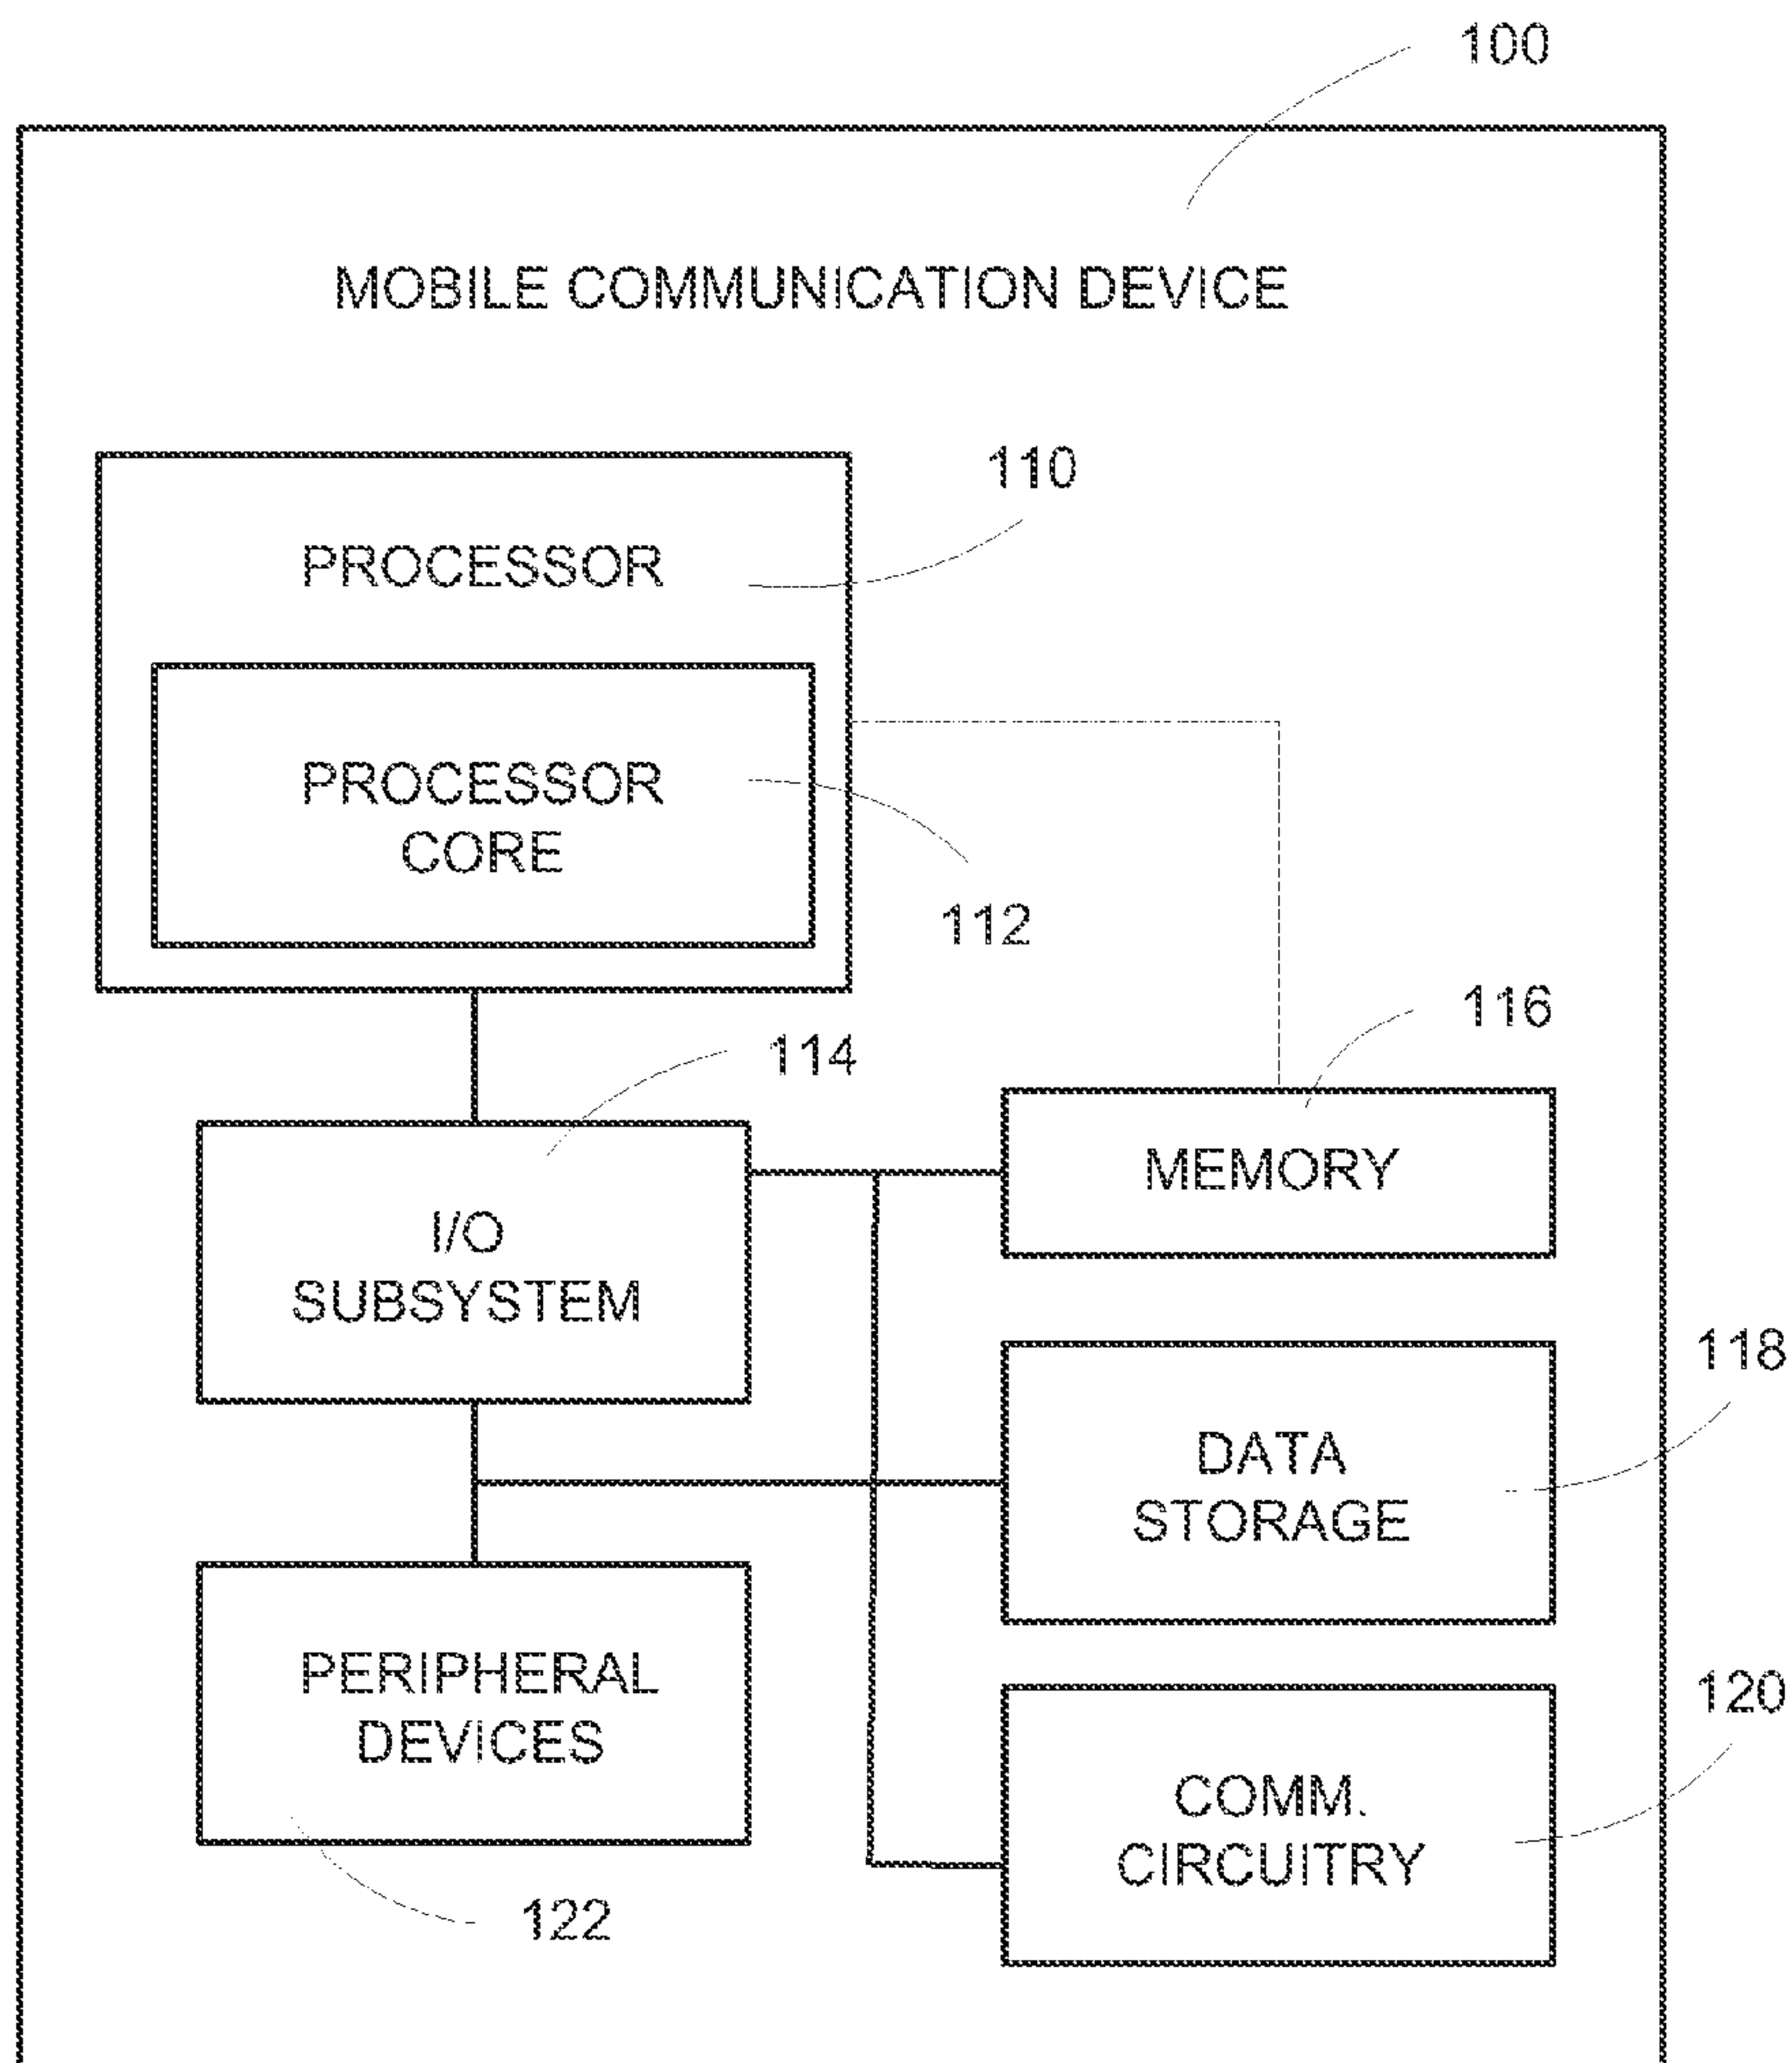 100
MOBILE COMMUNICATION DEVICE
110
PROCESSOR
PROCESSOR
CORE
112
114
116
MEMORY
I/O
SUBSYSTEM
118
DATA
STORAGE
PERIPHERAL
DEVICES
120
COMM.
CIRCUITRY
122